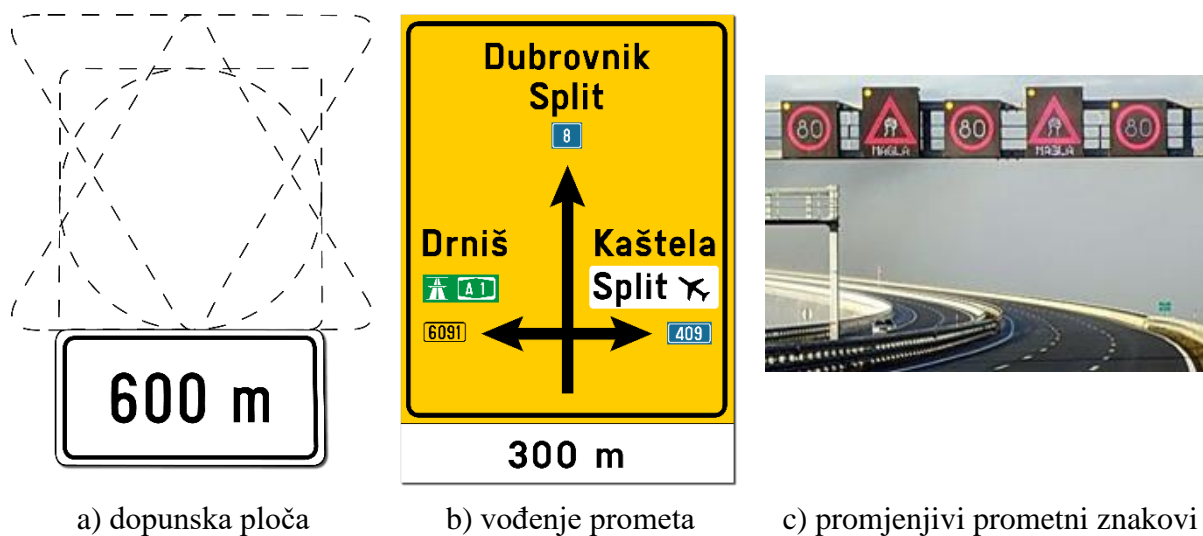 600 m
Dubrovnik
Split
8
Drniš
Kaštela
A 1
Split
6091
409
300 m
80
MAGLA
80
MAGLA
80
a) dopunska ploča
b) vođenje prometa
c) promjenjivi prometni znakovi